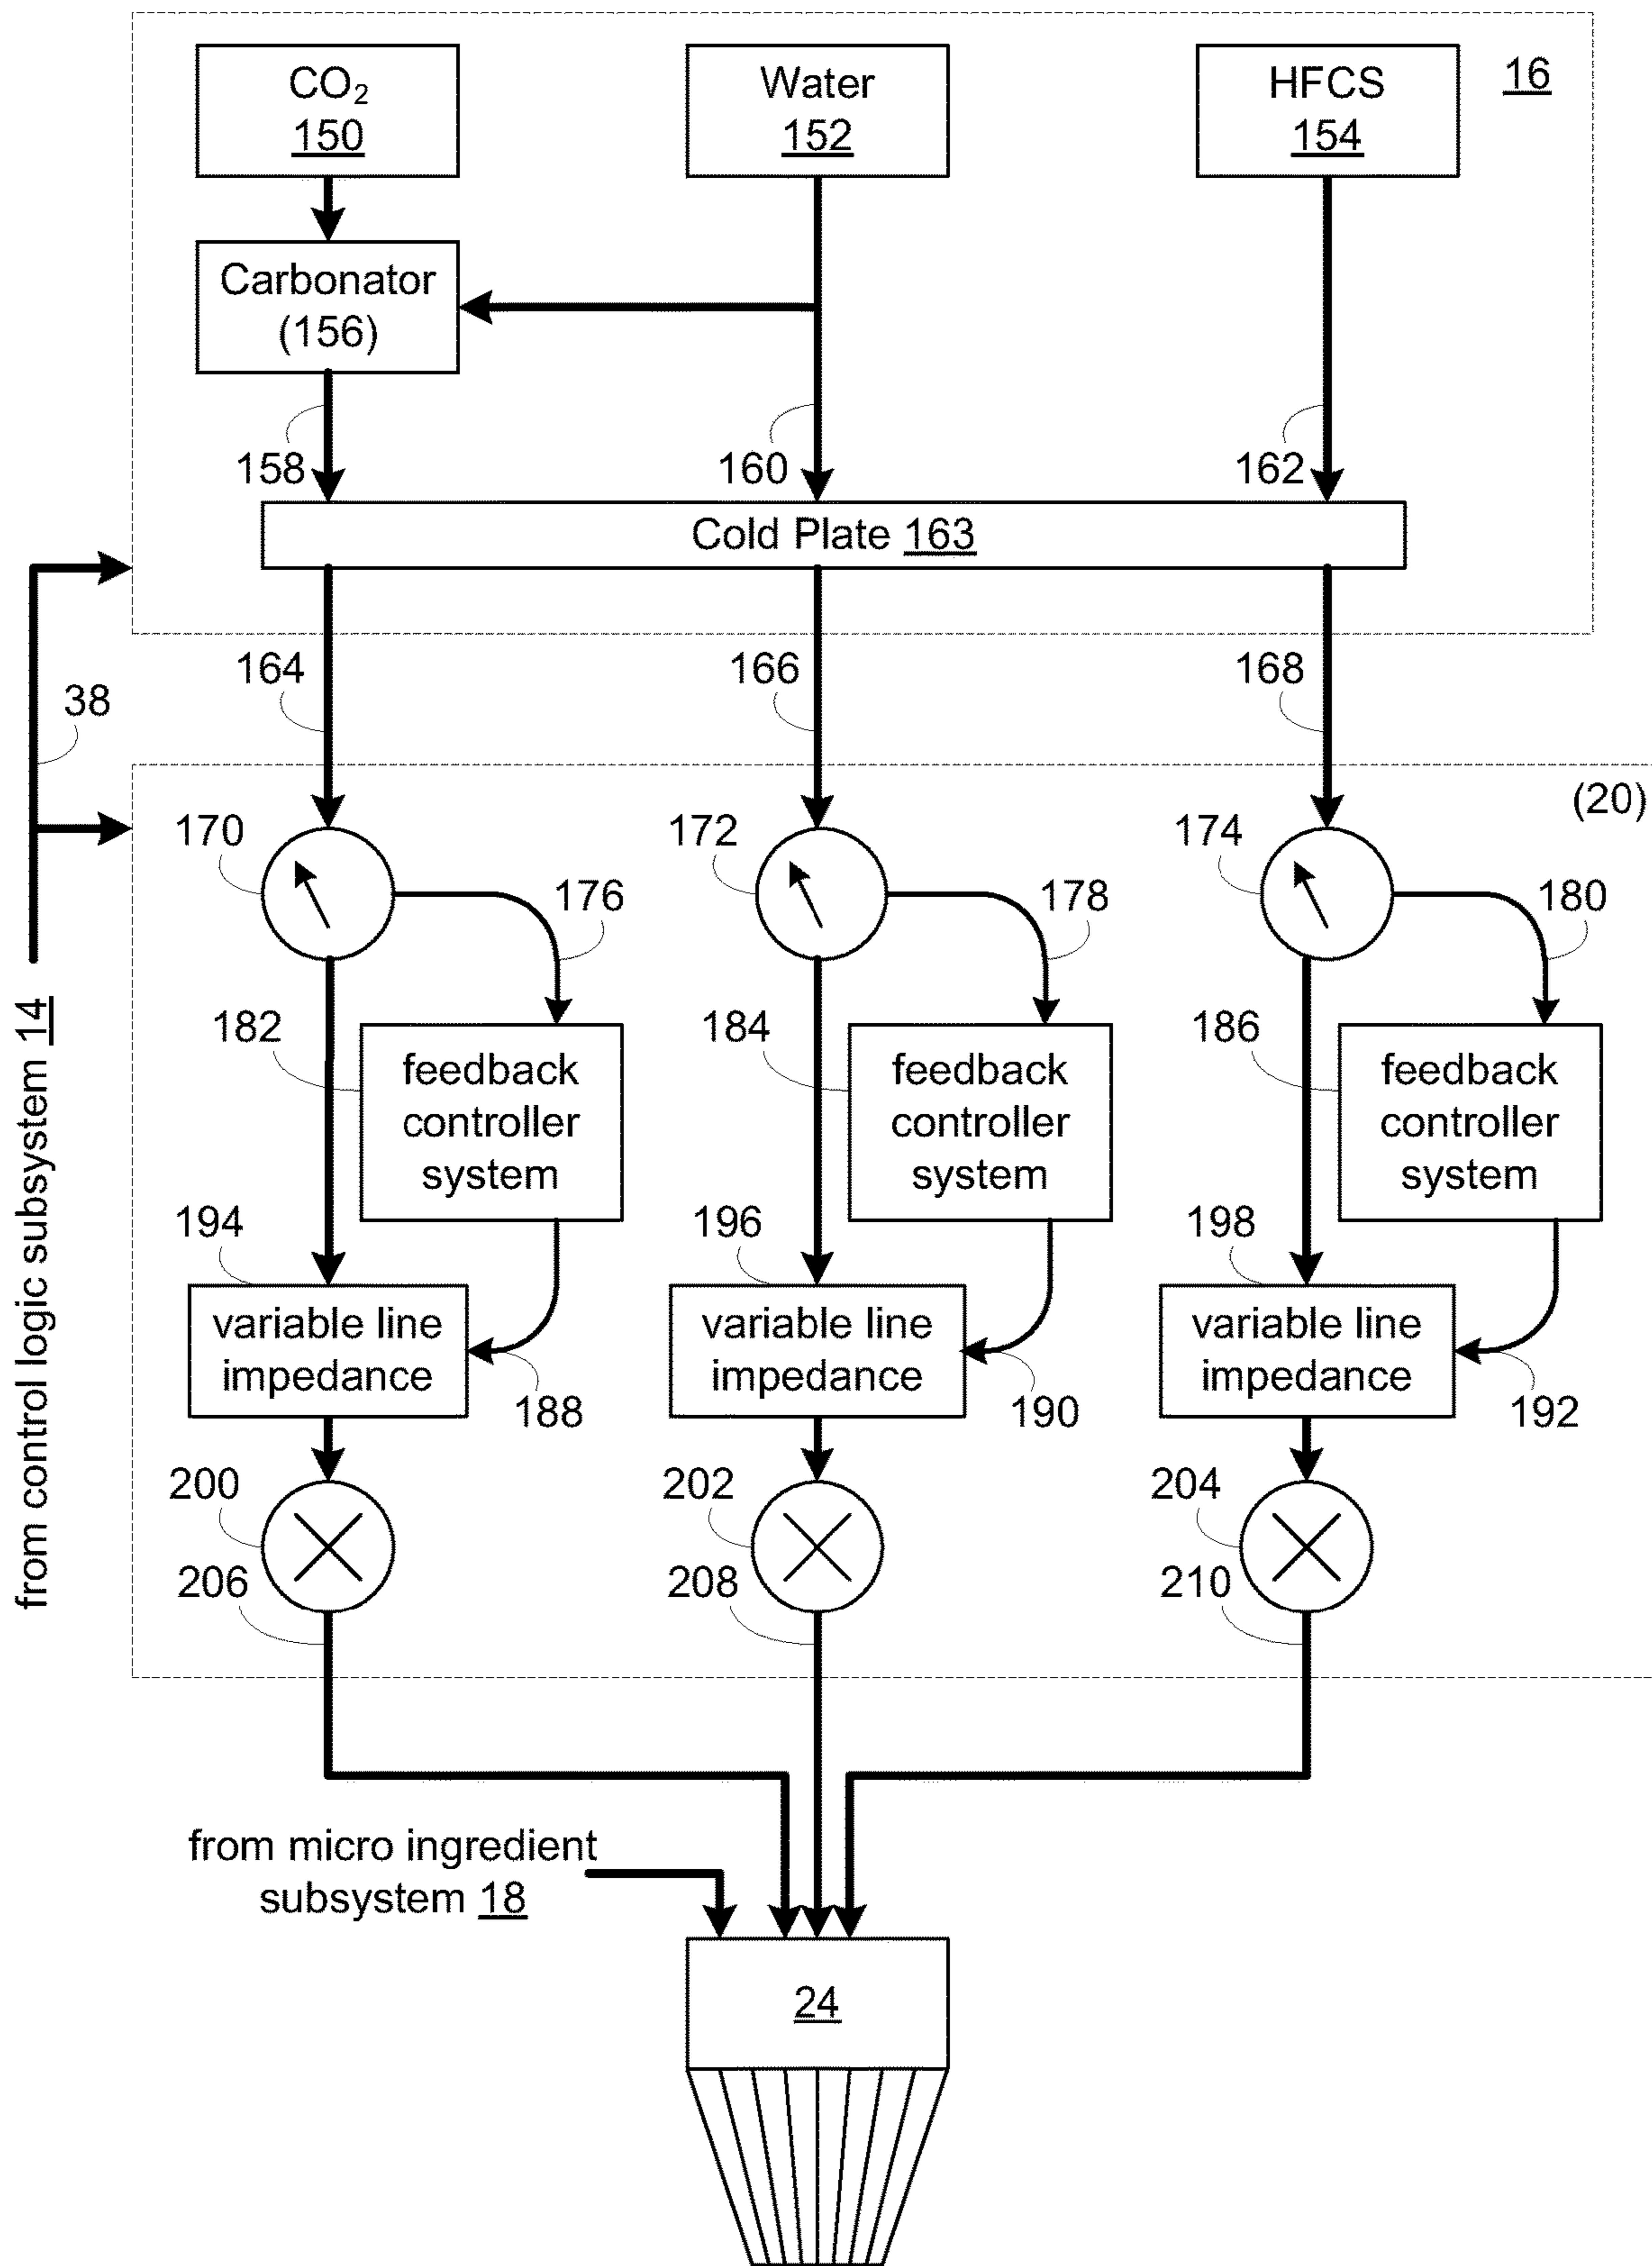 CO₂
150
Water
152
HFCS
154
16
Carbonator
(156)
158
160
162
Cold Plate 163
164
166
168
38
(20)
170
172
174
176
178
180
182
184
186
feedback
controller
system
feedback
controller
system
feedback
controller
system
from control logic subsystem 14
194
196
198
variable line
impedance
variable line
impedance
variable line
impedance
188
190
192
200
202
204
206
208
210
from micro ingredient
subsystem 18
24